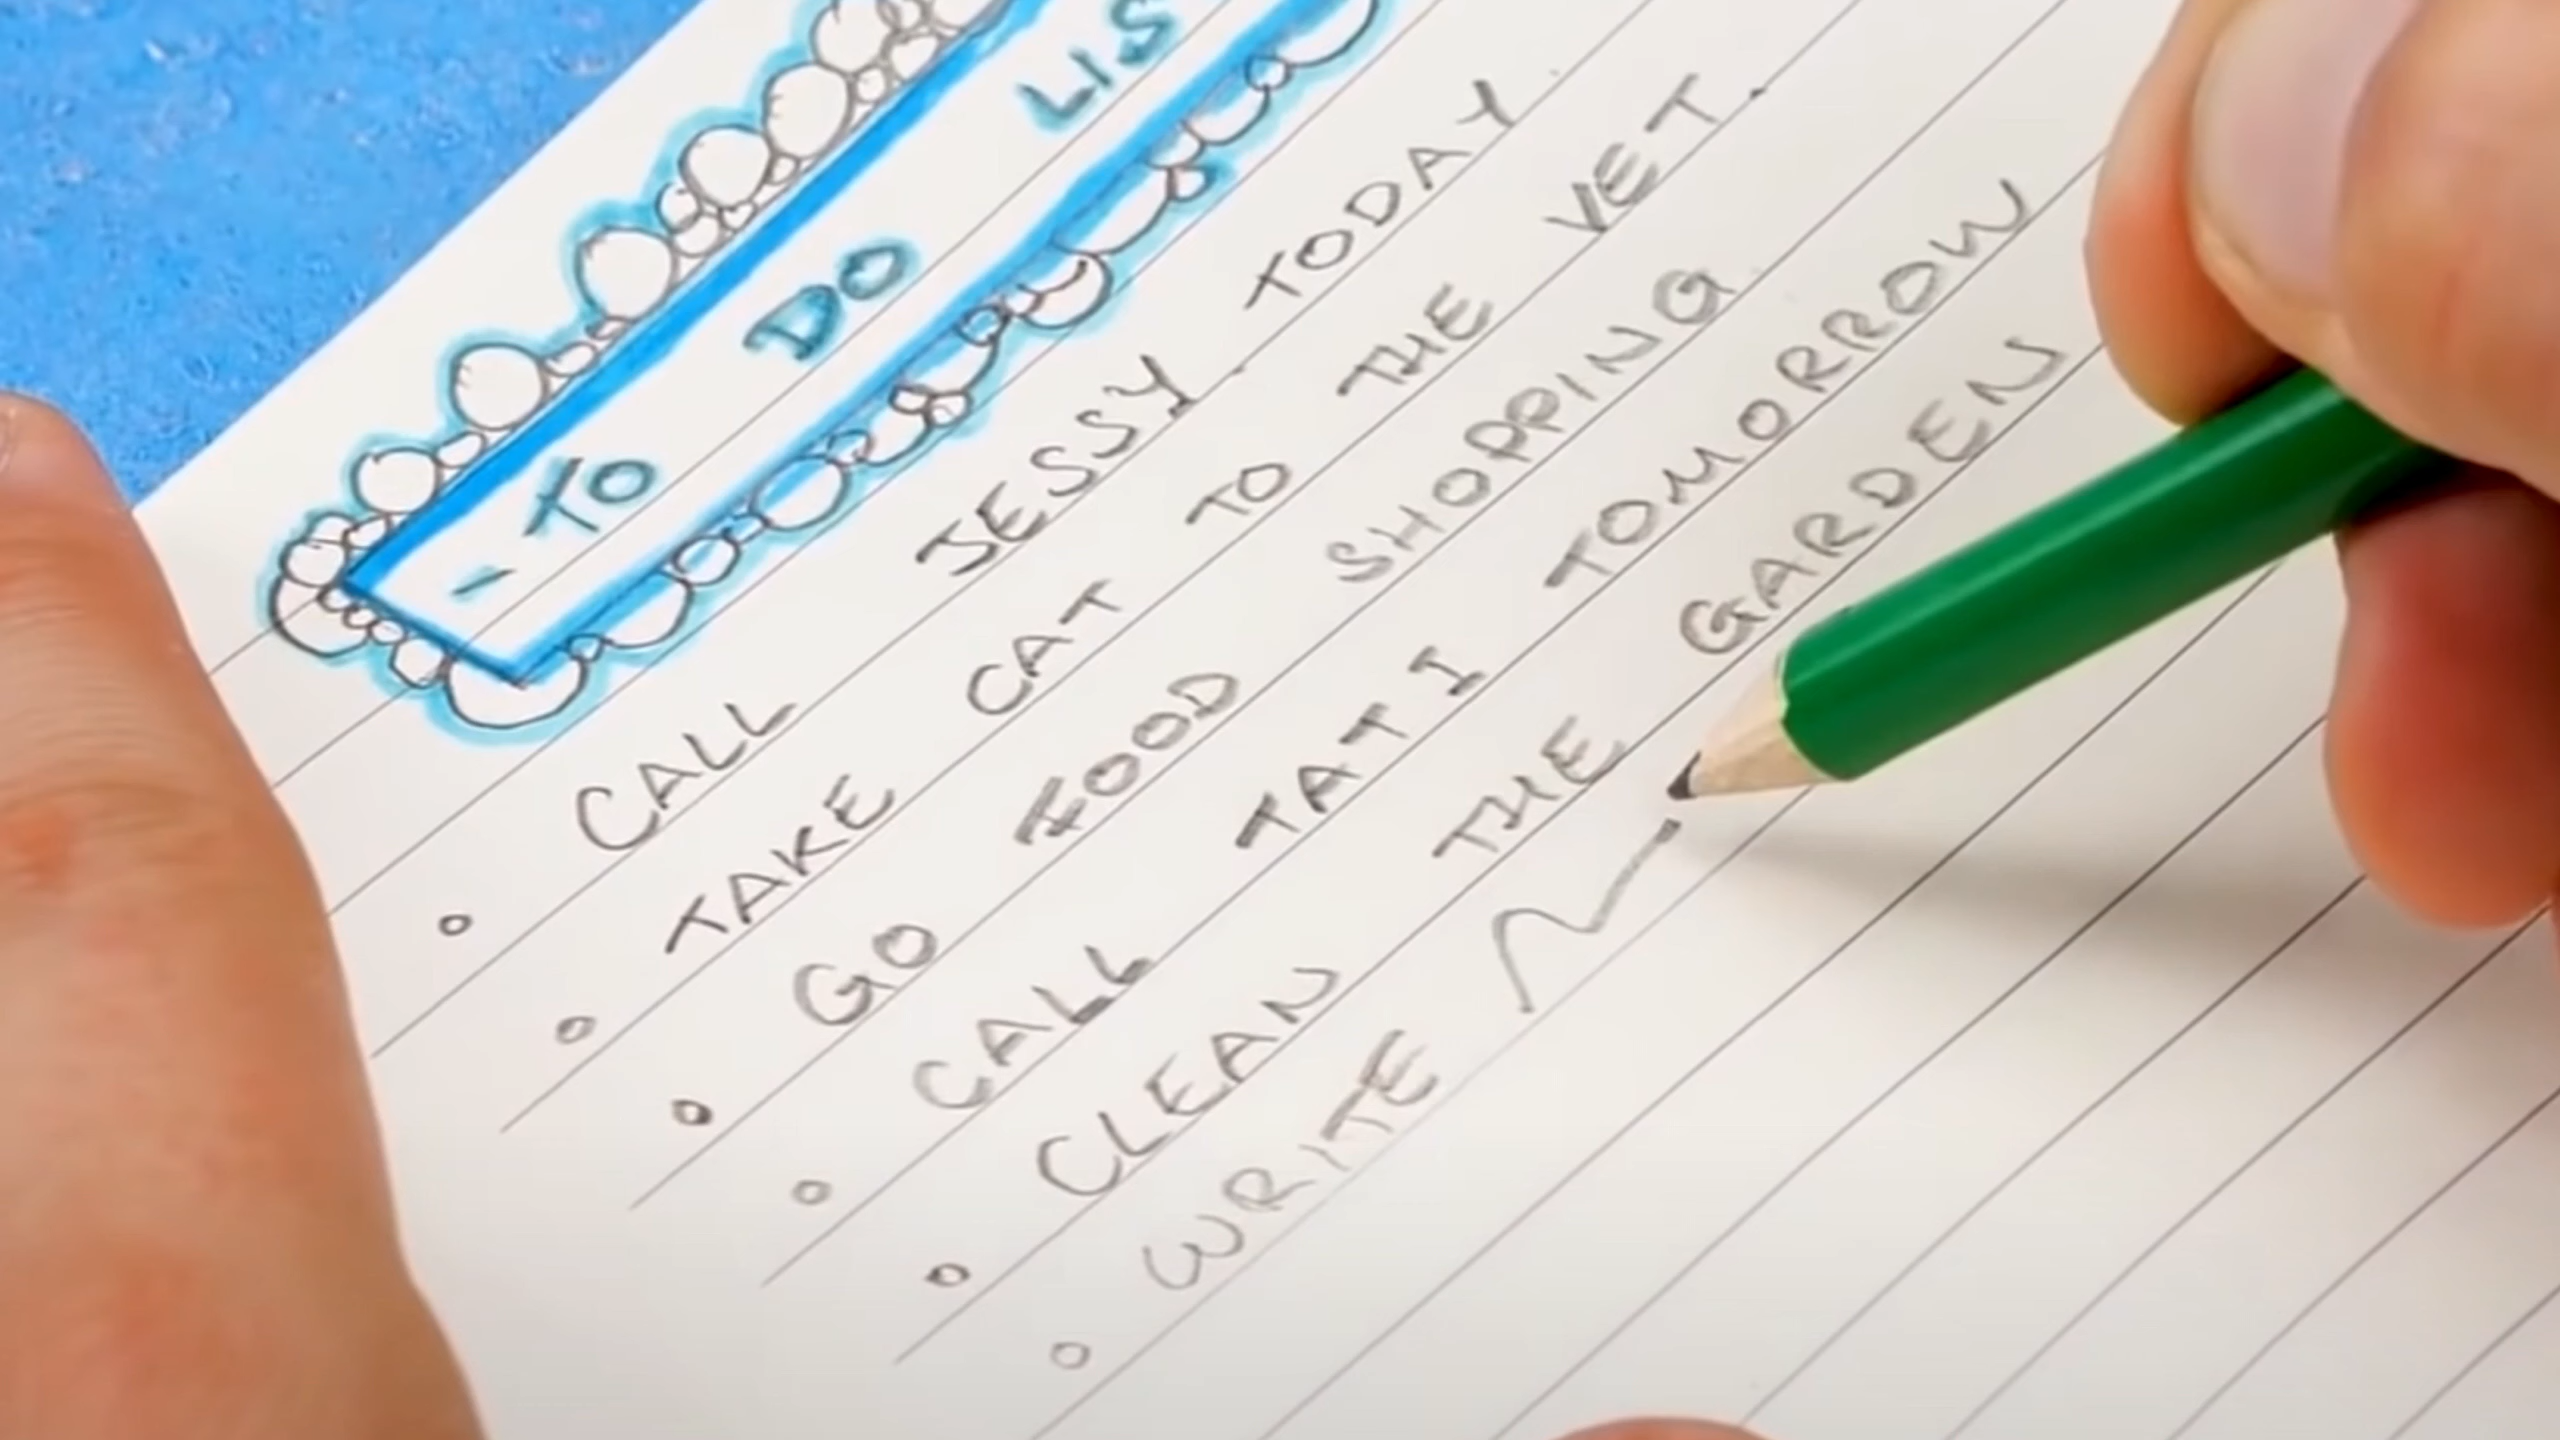 - TO DO LIS
CALL JESSY TODAY.
TAKE CAT TO THE VET.
GO FOOD SHOPPING
CALL TATI TOMORROW
CLEAN THE GARDEN
WRITE